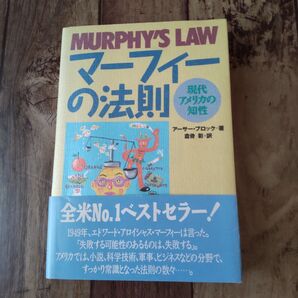 MURPHY'S LAW
マーフィー
の法則
現代
アメリカの
知性
アーサー・ブロック・著
倉骨 彰・訳
全米No.1ベストセラー!
1949年、エドワード・アロイシャス・マーフィーは言った。
「失敗する可能性のあるものは、失敗する」。
アメリカでは、小説、科学技術、軍事、ビジネスなどの分野で、
すっかり常識となった法則の数々……。